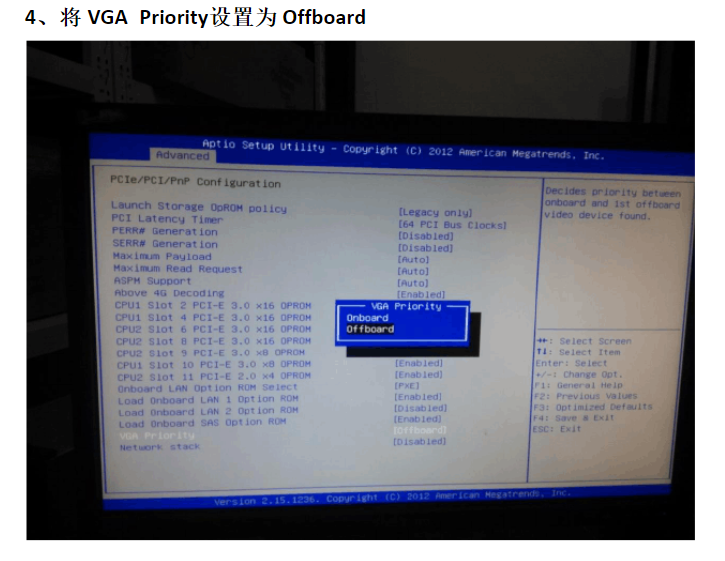 4、将 VGA Priority设置为 Offboard
Aptio Setup Utility - Copyright (C) 2012 American Megatrends, Inc.
Advanced
PCIe/PCI/PnP Configuration
Launch Storage OpROM policy [Legacy only]
PCI Latency Timer [64 PCI Bus Clocks]
PERR# Generation [Disabled]
SERR# Generation [Disabled]
Maximum Payload [Auto]
Maximum Read Request [Auto]
ASPM Support [Auto]
Above 4G Decoding [Enabled]
CPU1 Slot 2 PCI-E 3.0 x16 OPROM
CPU1 Slot 4 PCI-E 3.0 x16 OPROM
CPU2 Slot 6 PCI-E 3.0 x16 OPROM
CPU2 Slot 8 PCI-E 3.0 x16 OPROM
CPU2 Slot 9 PCI-E 3.0 x8 OPROM
CPU1 Slot 10 PCI-E 3.0 x8 OPROM [Enabled]
CPU2 Slot 11 PCI-E 2.0 x4 OPROM [Enabled]
Onboard LAN Option ROM Select [PXE]
Load Onboard LAN 1 Option ROM [Enabled]
Load Onboard LAN 2 Option ROM [Disabled]
Load Onboard SAS Option ROM [Enabled]
VGA Priority [Offboard]
Network stack [Disabled]
VGA Priority
Onboard
Offboard
Decides priority between
onboard and 1st offboard
video device found.
: Select Screen
↑↓: Select Item
Enter: Select
+/-: Change Opt.
F1: General Help
F2: Previous Values
F3: Optimized Defaults
F4: Save & Exit
ESC: Exit
Version 2.15.1236. Copyright (C) 2012 American Megatrends, Inc.